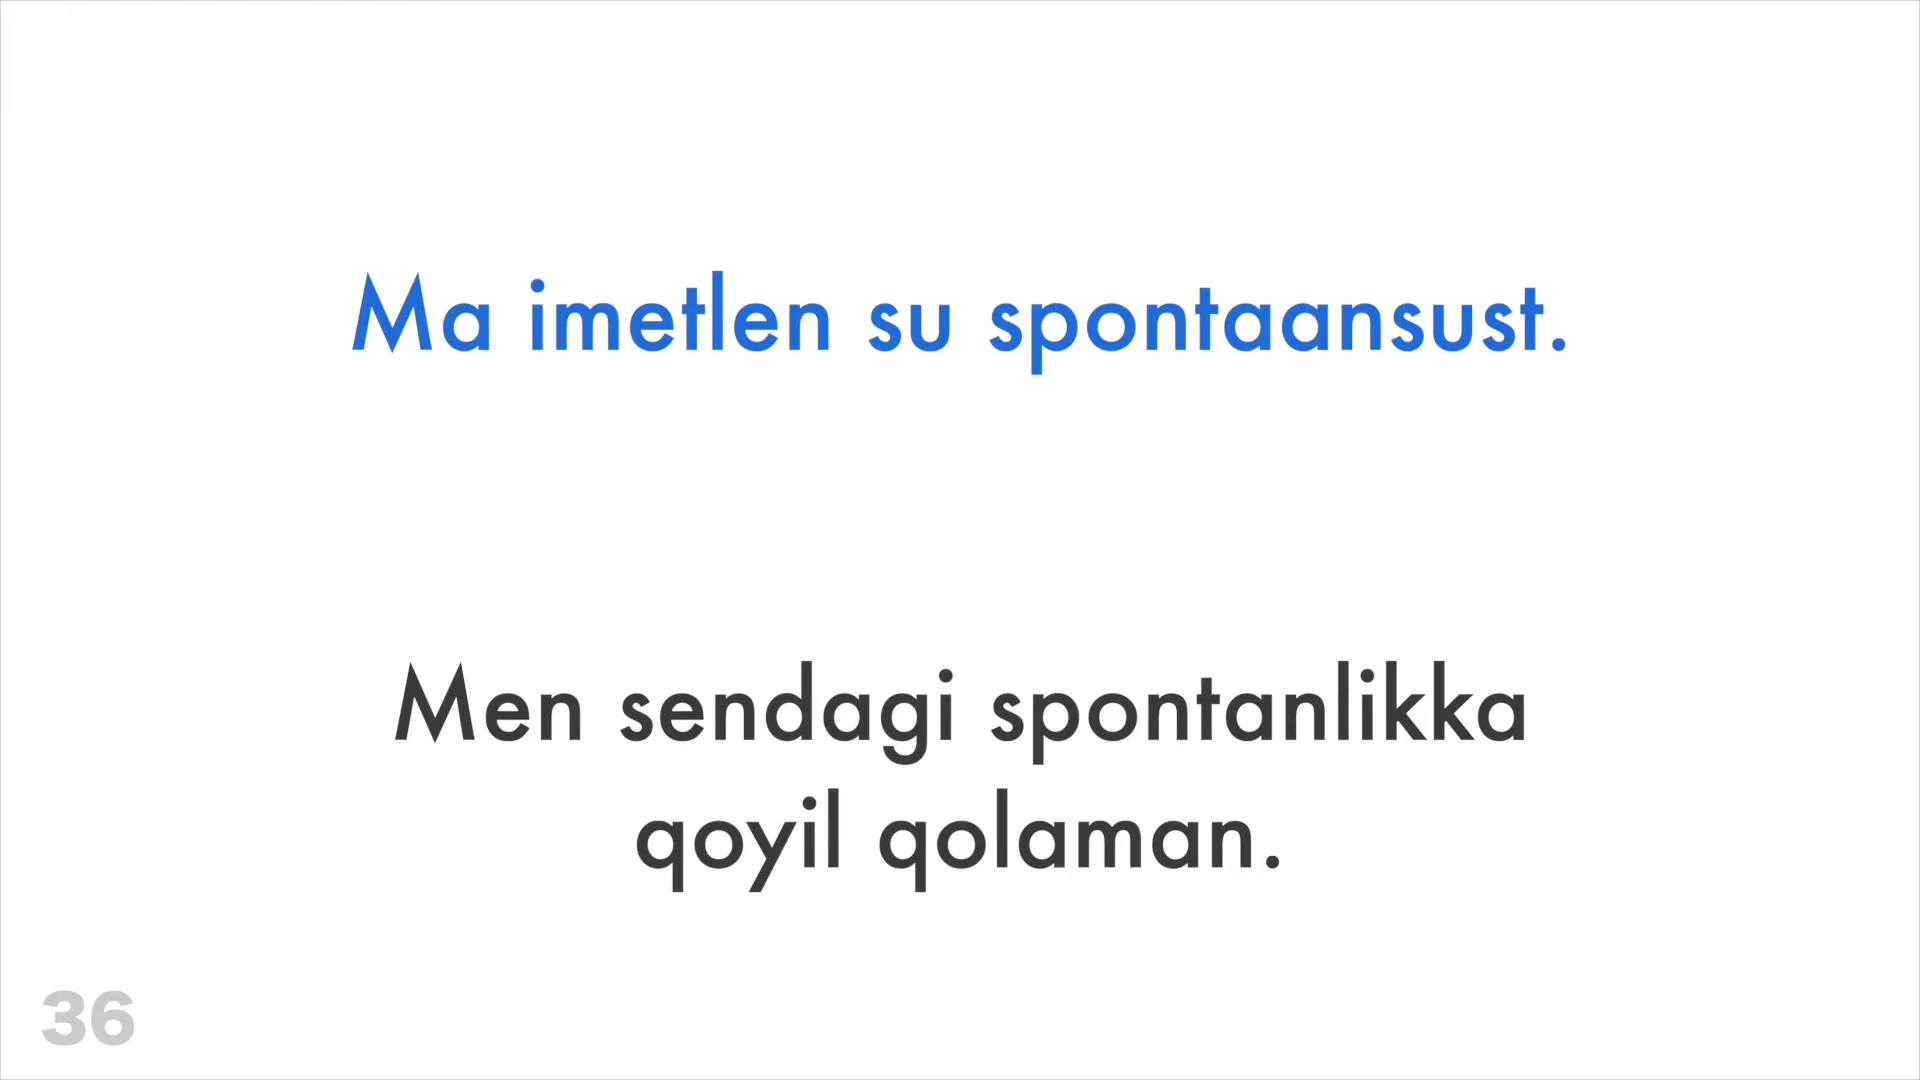 Ma imetlen su spontaansust.
Men sendagi spontanlikka
qoyil qolaman.
36